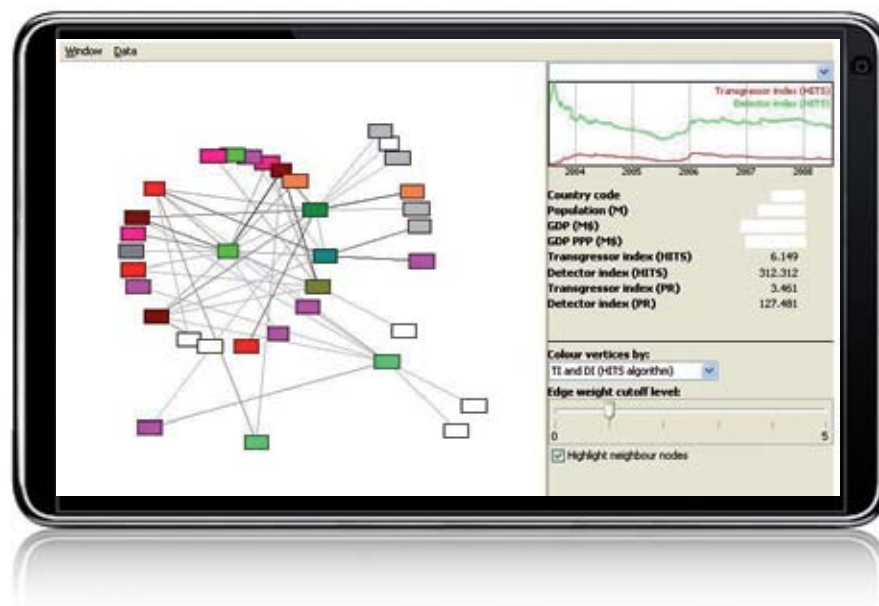 Window Data
Transgressor index (HITS)
Detector index (HITS)
2004 2005 2006 2007 2008
Country code
Population (M)
GDP (M$)
GDP PPP (M$)
Transgressor index (HITS) 6.149
Detector index (HITS) 312.312
Transgressor index (PR) 3.461
Detector index (PR) 127.481
Colour vertices by:
TI and DI (HITS algorithm)
Edge weight cutoff level:
0 5
Highlight neighbour nodes